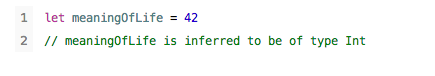 1 let meaningOfLife = 42
2 // meaningOfLife is inferred to be of type Int